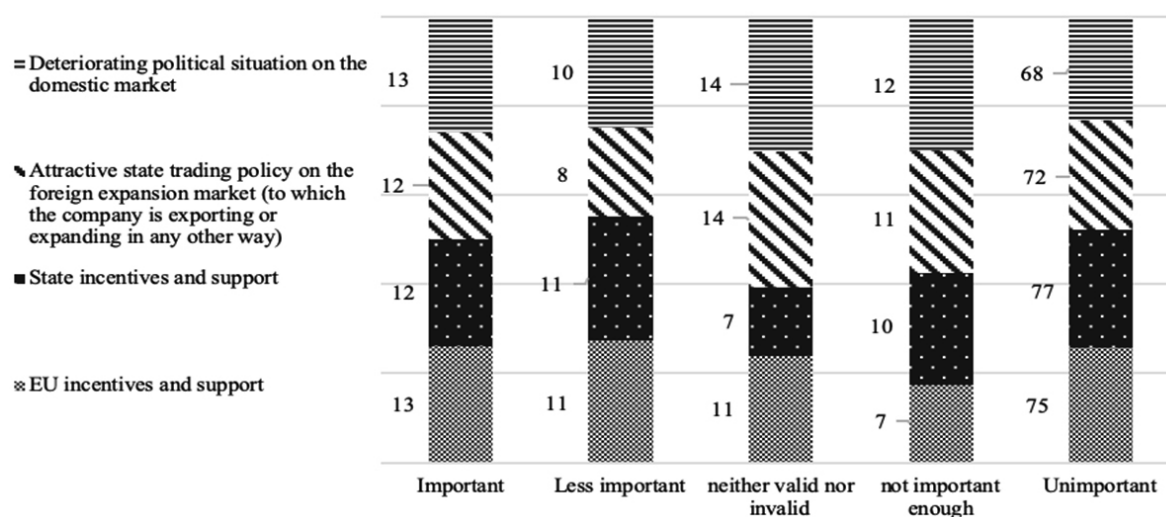 Deteriorating political situation on the
domestic market
Attractive state trading policy on the
foreign expansion market (to which
the company is exporting or
expanding in any other way)
State incentives and support
EU incentives and support
13
10
14
12
68
12
8
14
11
72
12
11
7
10
77
13
11
11
7
75
Important
Less important
neither valid nor
invalid
not important
enough
Unimportant